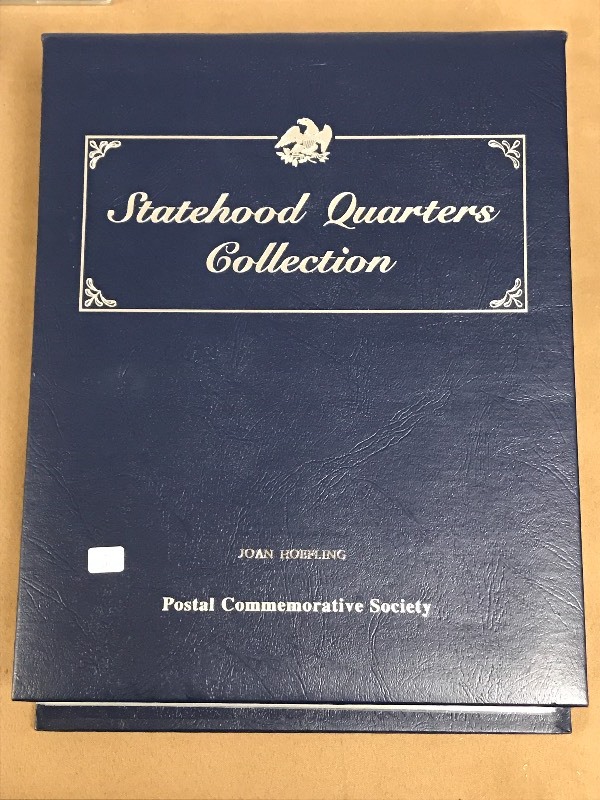 Statehood Quarters
Collection
JOAN HOEFLING
Postal Commemorative Society